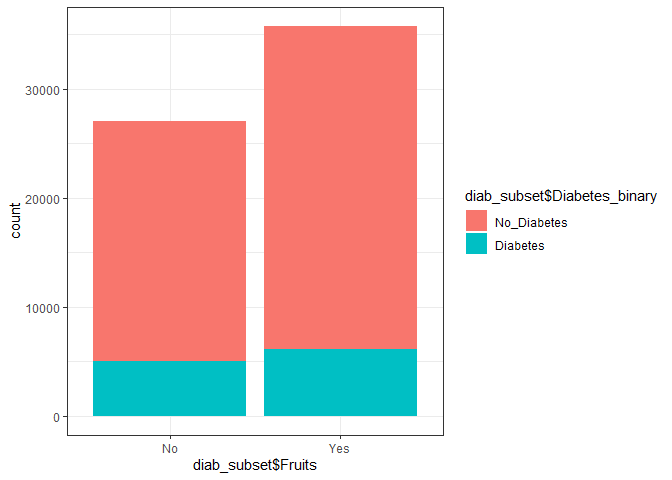 30000
20000
10000
0
count
No
Yes
diab_subset$Fruits
diab_subset$Diabetes_binary
No_Diabetes
Diabetes